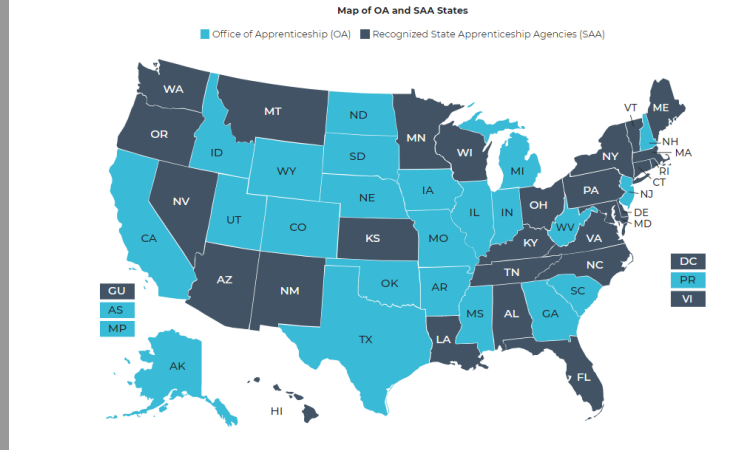 Map of OA and SAA States
Office of Apprenticeship (OA) Recognized State Apprenticeship Agencies (SAA)
WA
MT
ND
MN
VT
ME
OR
ID
SD
WI
MI
NY
NH
MA
RI
CT
WY
NE
IA
PA
NJ
NV
UT
CO
IL
IN
OH
WV
DE
MD
CA
KS
MO
KY
VA
DC
PR
VI
AZ
NM
OK
AR
TN
NC
SC
GU
AS
MP
TX
MS
AL
GA
LA
AK
FL
HI